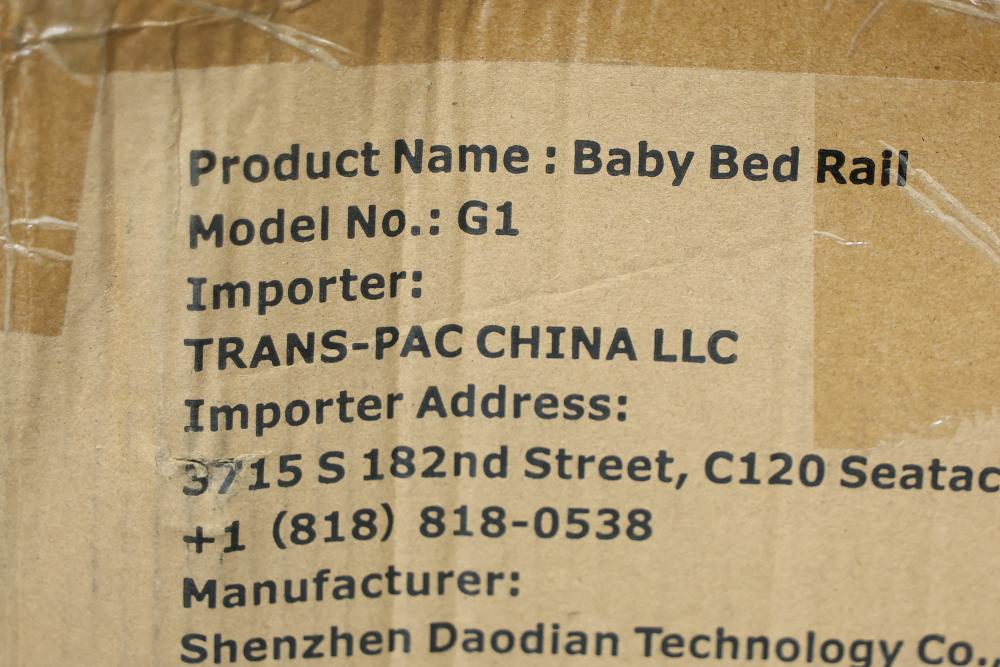 Product Name : Baby Bed Rail
Model No.: G1
Importer:
TRANS-PAC CHINA LLC
Importer Address:
3715 S 182nd Street, C120 Seatac
+1 (818) 818-0538
Manufacturer:
Shenzhen Daodian Technology Co.,